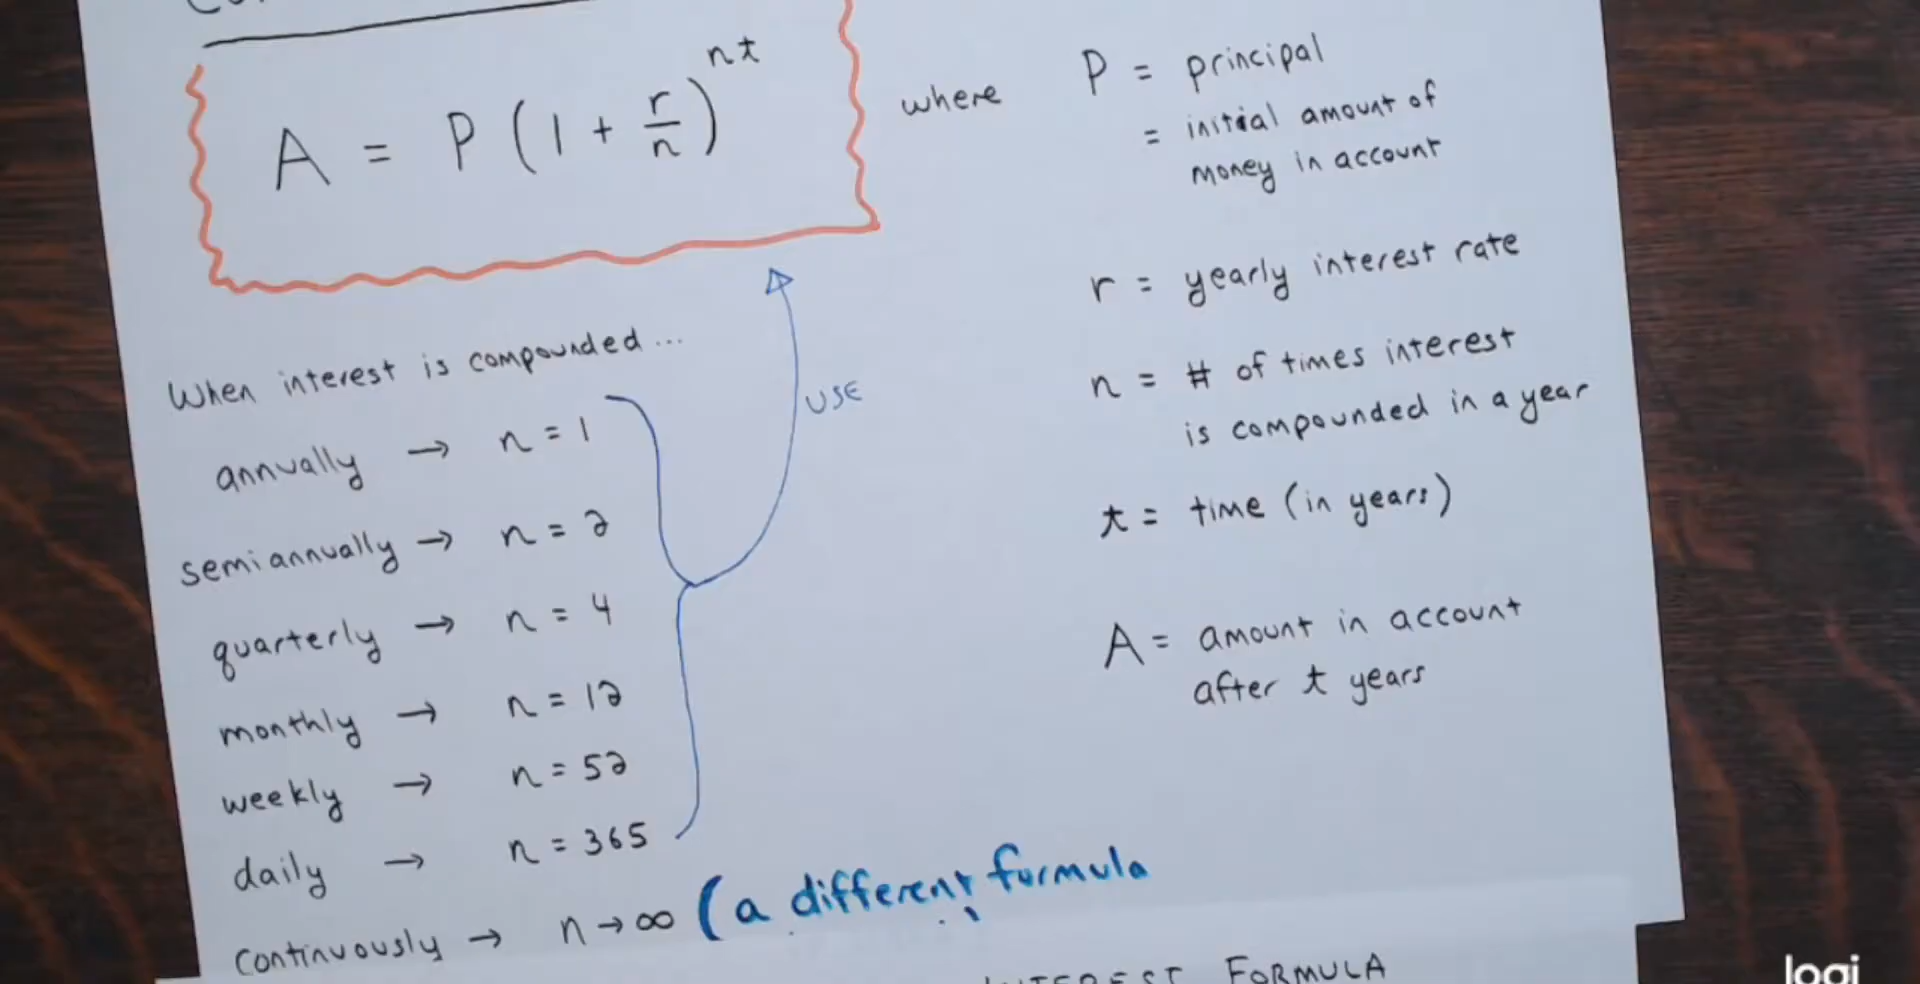 A = P (1 + r/n)^nt
where
P = principal
= initial amount of
money in account
r = yearly interest rate
n = # of times interest
is compounded in a year
t = time (in years)
A = amount in account
after t years
When interest is compounded...
annually → n = 1
semiannually → n = 2
quarterly → n = 4
monthly → n = 12
weekly → n = 52
daily → n = 365
USE
continuously → n → ∞ (a different formula
INTEREST FORMULA
logi